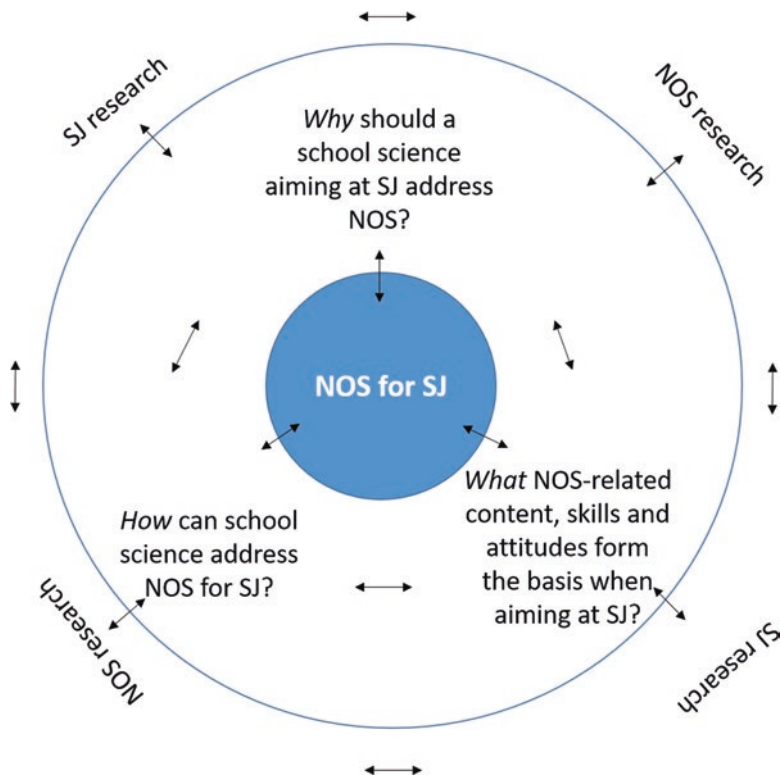 SJ research
NOS research
Why should a
school science
aiming at SJ address
NOS?
NOS for SJ
How can school
science address
NOS for SJ?
What NOS-related
content, skills and
attitudes form
the basis when
aiming at SJ?
NOS research
SJ research